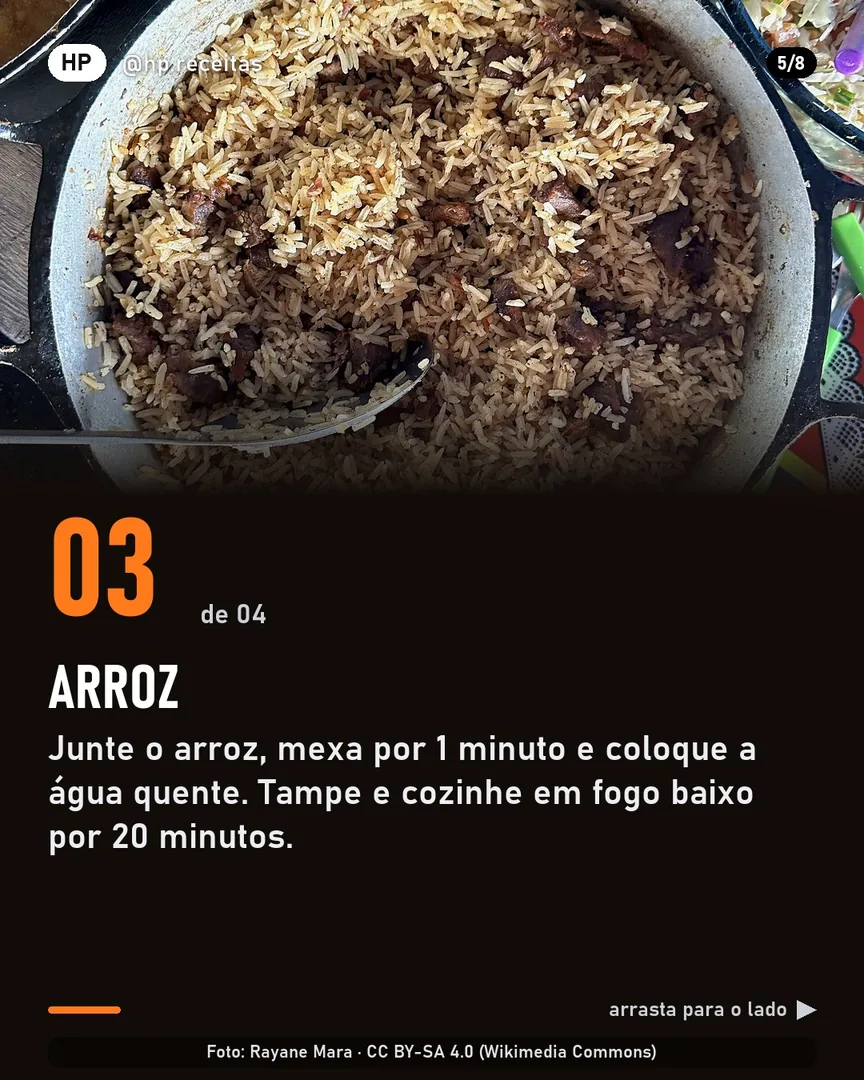 HP
@hp.receitas
5/8
03
de 04
ARROZ
Junte o arroz, mexa por 1 minuto e coloque a
água quente. Tampe e cozinhe em fogo baixo
por 20 minutos.
arrasta para o lado ▶
Foto: Rayane Mara · CC BY-SA 4.0 (Wikimedia Commons)